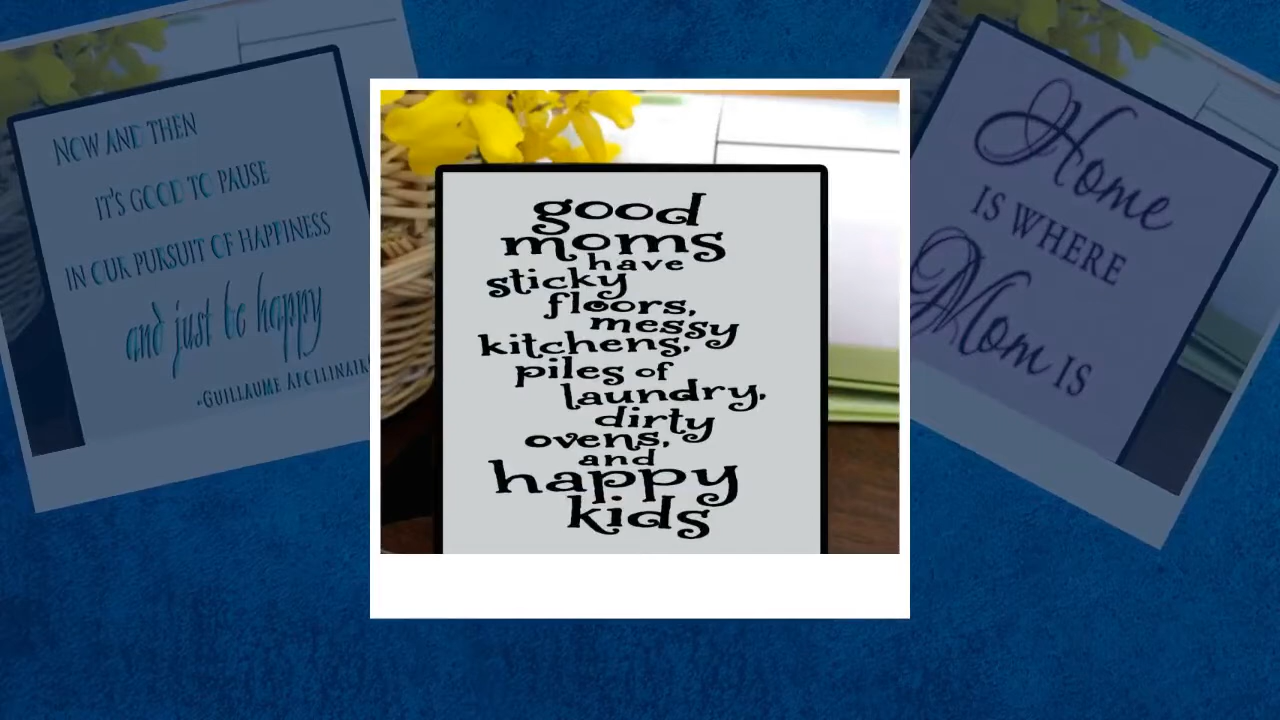 NOW AND THEN
IT'S GOOD TO PAUSE
IN OUR PURSUIT OF HAPPINESS
and just be happy
-GUILLAUME APOLLINAIR
good
moms
have
sticky
floors,
messy
kitchens,
piles of
laundry,
dirty
ovens,
and
happy
kids
Home
IS WHERE
Mom IS